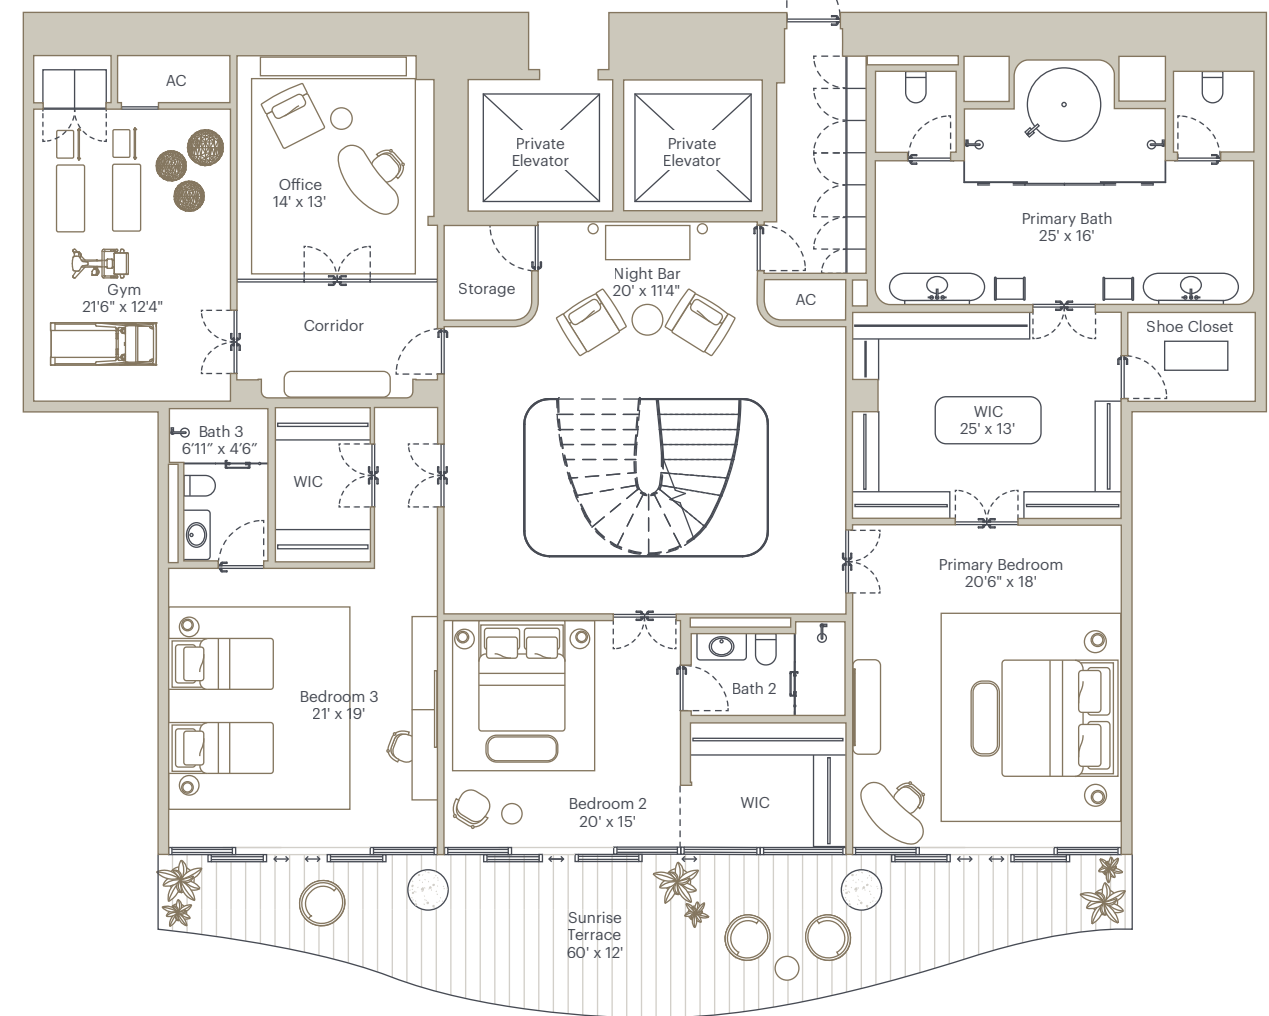 AC
Private
Elevator
Private
Elevator
Office
14' x 13'
Primary Bath
25' x 16'
Gym
21'6" x 12'4"
Storage
Night Bar
20' x 11'4"
AC
Corridor
Shoe Closet
WIC
25' x 13'
Bath 3
6’11” x 4’6”
WIC
Primary Bedroom
20'6" x 18'
Bedroom 3
21' x 19'
Bath 2
Bedroom 2
20' x 15'
WIC
Sunrise
Terrace
60' x 12'